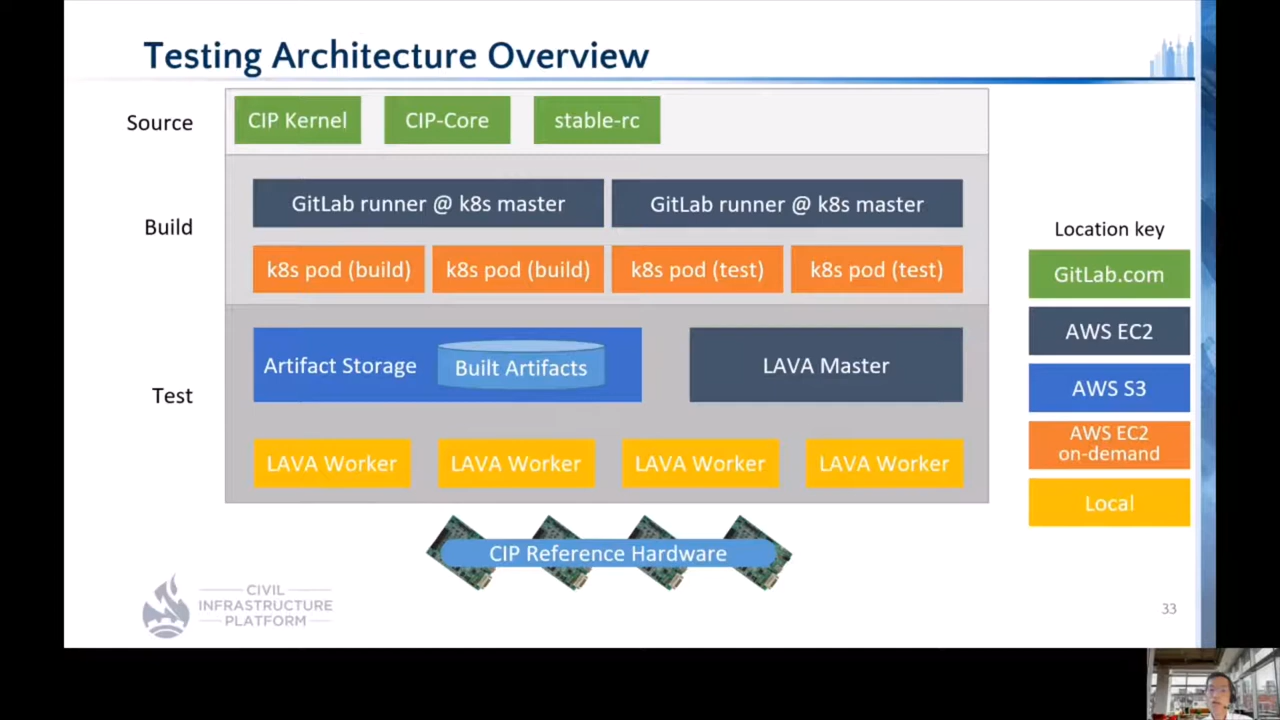 Testing Architecture Overview
Source
CIP Kernel
CIP-Core
stable-rc
Build
GitLab runner @ k8s master
GitLab runner @ k8s master
k8s pod (build)
k8s pod (build)
k8s pod (test)
k8s pod (test)
Test
Artifact Storage
Built Artifacts
LAVA Master
LAVA Worker
LAVA Worker
LAVA Worker
LAVA Worker
CIP Reference Hardware
Location key
GitLab.com
AWS EC2
AWS S3
AWS EC2
on-demand
Local
CIVIL
INFRASTRUCTURE
PLATFORM
33